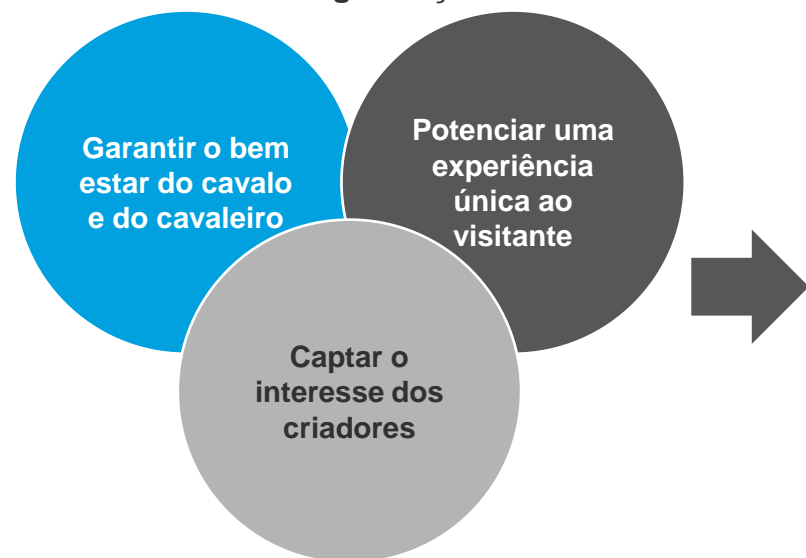 Garantir o bem
estar do cavalo
e do cavaleiro
Potenciar uma
experiência
única ao
visitante
Captar o
interesse dos
criadores